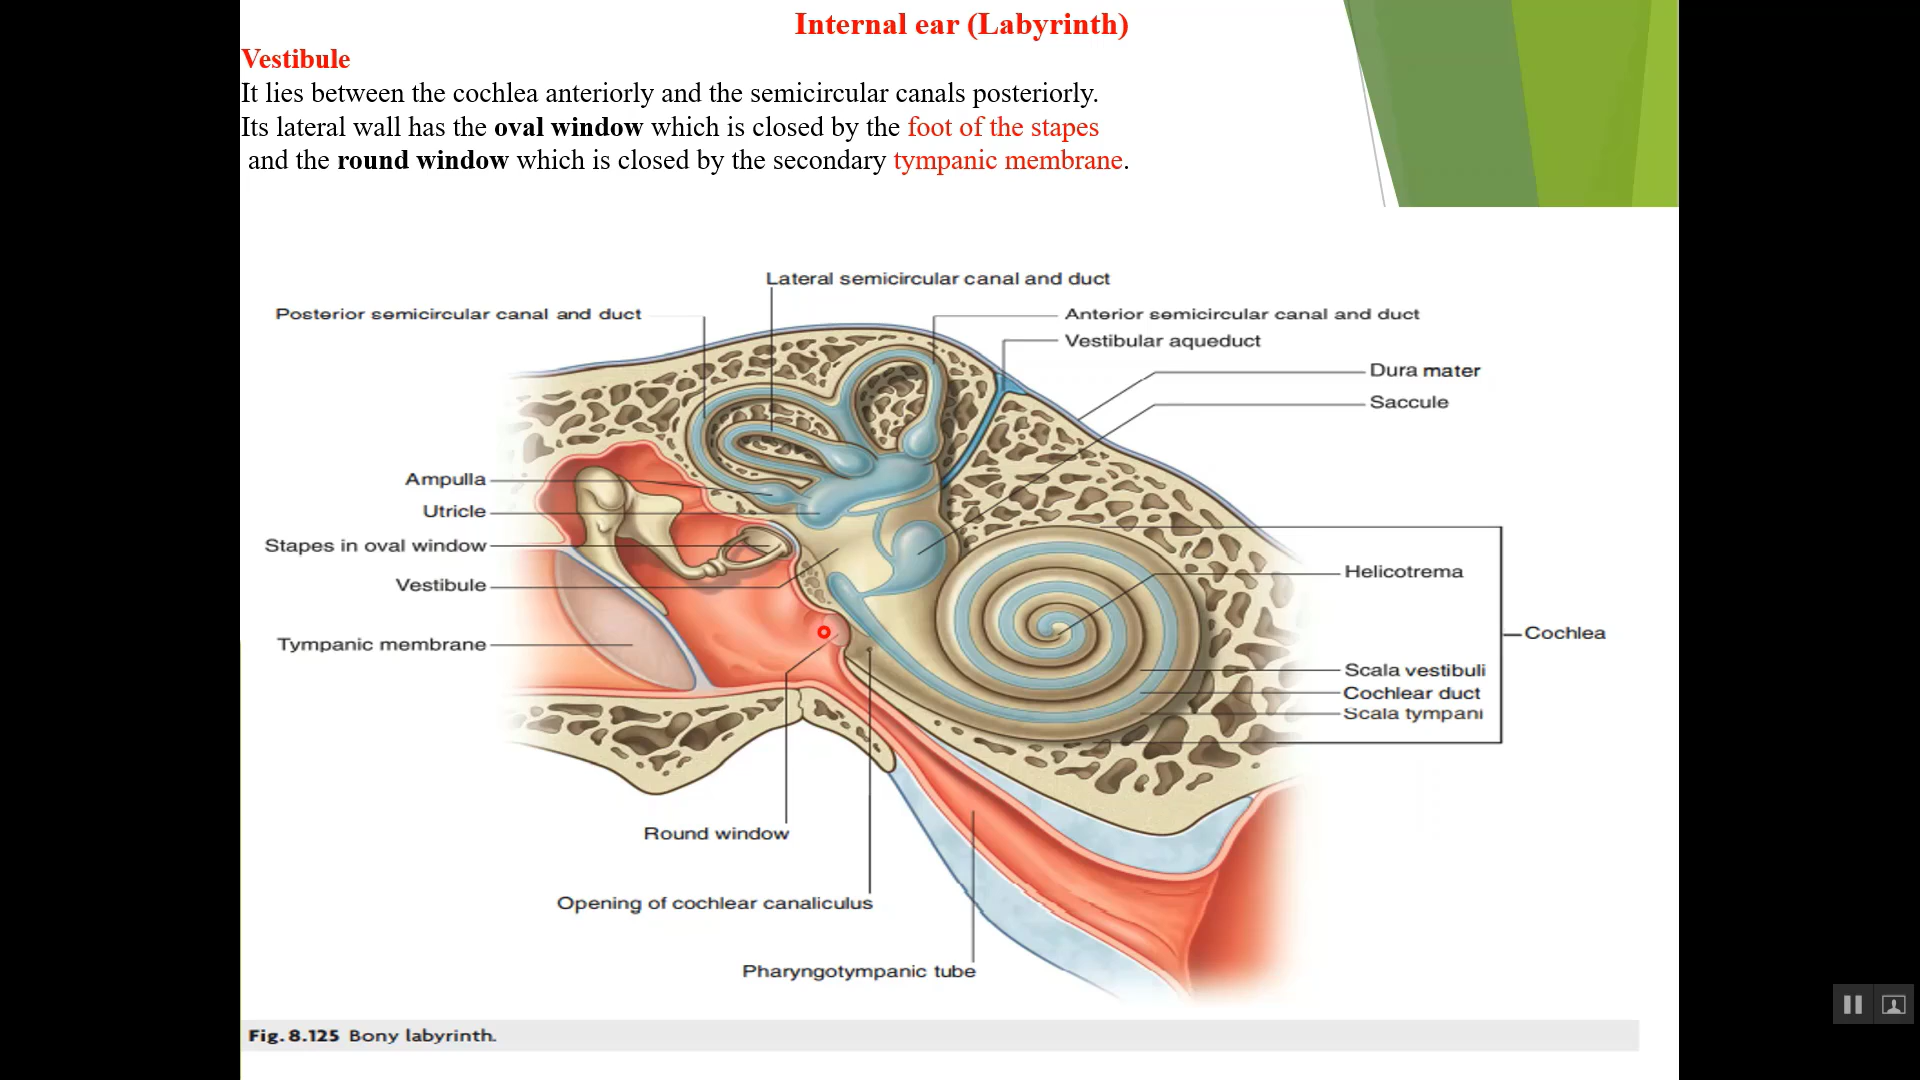 Internal ear (Labyrinth)
Vestibule
It lies between the cochlea anteriorly and the semicircular canals posteriorly.
Its lateral wall has the oval window which is closed by the foot of the stapes
and the round window which is closed by the secondary tympanic membrane.
Lateral semicircular canal and duct
Posterior semicircular canal and duct
Anterior semicircular canal and duct
Vestibular aqueduct
Dura mater
Saccule
Ampulla
Utricle
Stapes in oval window
Vestibule
Tympanic membrane
Helicotrema
Cochlea
Scala vestibuli
Cochlear duct
Scala tympani
Round window
Opening of cochlear canaliculus
Pharyngotympanic tube
Fig. 8.125 Bony labyrinth.